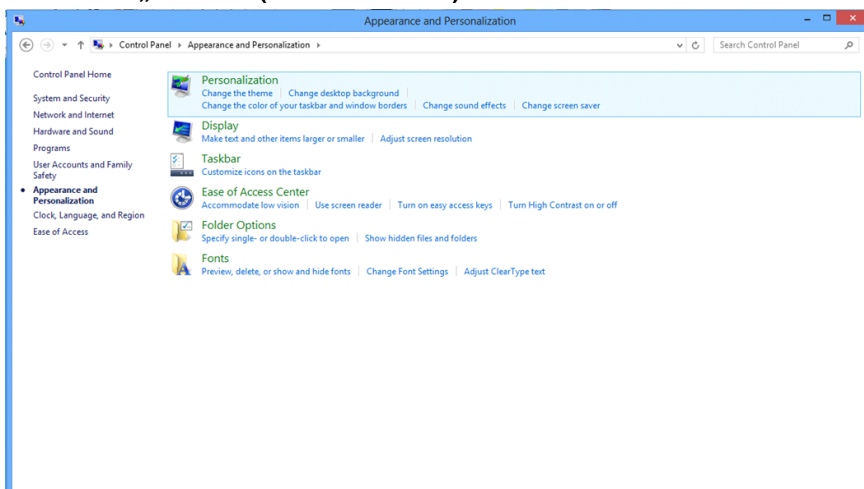 Appearance and Personalization
Control Panel Appearance and Personalization
Search Control Panel
Control Panel Home
System and Security
Network and Internet
Hardware and Sound
Programs
User Accounts and Family
Safety
Appearance and
Personalization
Clock, Language, and Region
Ease of Access
Personalization
Change the theme Change desktop background
Change the color of your taskbar and window borders Change sound effects Change screen saver
Display
Make text and other items larger or smaller Adjust screen resolution
Taskbar
Customize icons on the taskbar
Ease of Access Center
Accommodate low vision Use screen reader Turn on easy access keys Turn High Contrast on or off
Folder Options
Specify single- or double-click to open Show hidden files and folders
Fonts
Preview, delete, or show and hide fonts Change Font Settings Adjust ClearType text